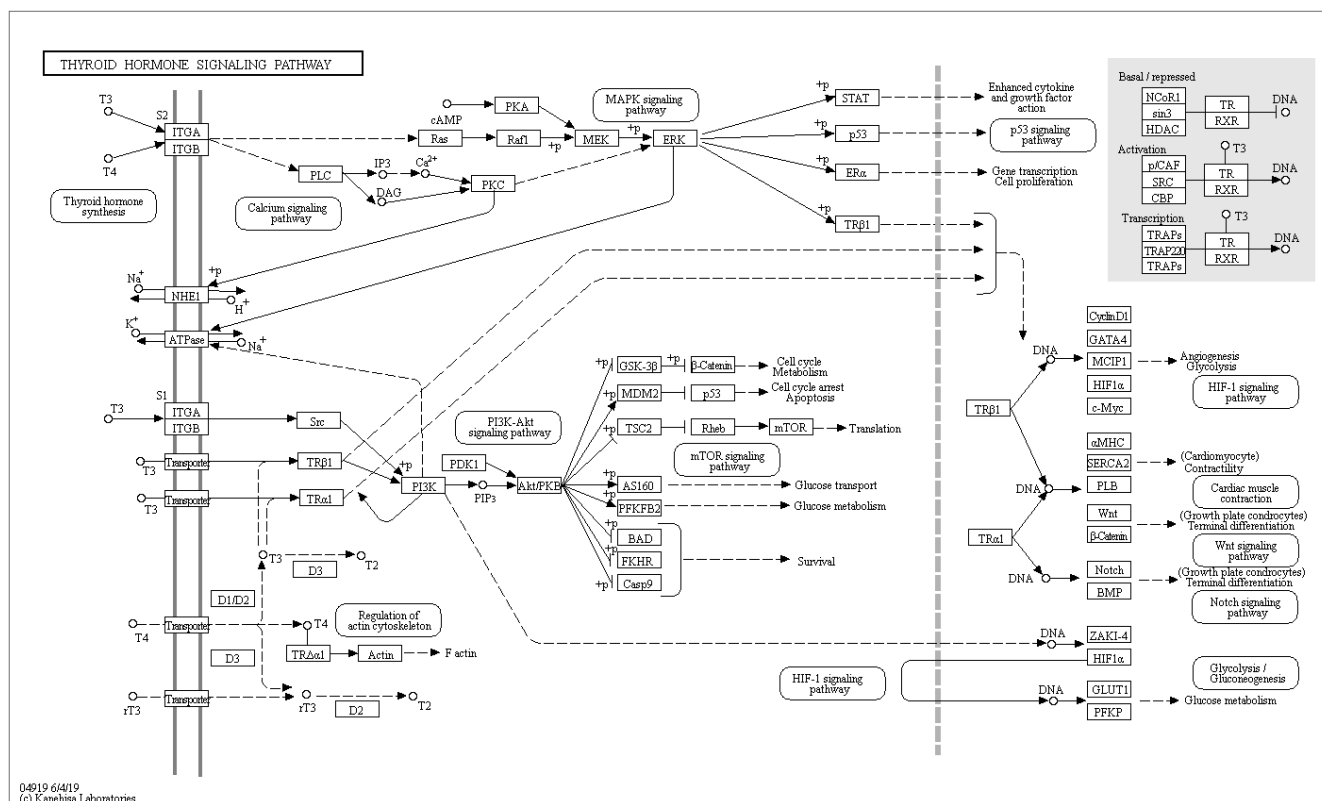 THYROID HORMONE SIGNALING PATHWAY
T3
S2
ITGA
ITGB
T4
Thyroid hormone
synthesis
cAMP
PKA
MAPK signaling
pathway
Ras
Raf1
+p
MEK
+p
ERK
PLC
IP3
Ca2+
DAG
PKC
Calcium signaling
pathway
+p
STAT
Enhanced cytokine
and growth factor
action
+p
p53
p53 signaling
pathway
+p
ERα
Gene transcription
Cell proliferation
+p
TRβ1
Basal / repressed
NCoR1
sin3
HDAC
TR
RXR
DNA
Activation
p/CAF
SRC
CBP
T3
TR
RXR
DNA
Transcription
TRAPs
TRAP220
TRAPs
T3
TR
RXR
DNA
Na+
+p
NHE1
H+
K+
ATPase
Na+
S1
T3
ITGA
ITGB
Src
T3
Transporter
TRβ1
T3
Transporter
TRα1
+p
PI3K
PIP3
PDK1
Akt/PKB
PI3K-Akt
signaling pathway
+p
GSK-3β
+p
β-Catenin
Cell cycle
Metabolism
+p
MDM2
p53
Cell cycle arrest
Apoptosis
+p
TSC2
Rheb
mTOR
Translation
mTOR signaling
pathway
+p
AS160
Glucose transport
+p
PFKFB2
Glucose metabolism
+p
BAD
+p
FKHR
+p
Casp9
Survival
T3
D3
T2
D1/D2
T4
Transporter
T4
Regulation of
actin cytoskeleton
TRΔα1
Actin
F actin
D3
rT3
Transporter
rT3
D2
T2
TRβ1
DNA
CyclinD1
GATA4
MCIP1
HIF1α
c-Myc
Angiogenesis
Glycolysis
HIF-1 signaling
pathway
DNA
αMHC
SERCA2
PLB
(Cardiomyocyte)
Contractility
Cardiac muscle
contraction
Wnt
β-Catenin
(Growth plate condrocytes)
Terminal differentiation
Wnt signaling
pathway
TRα1
DNA
Notch
BMP
(Growth plate condrocytes)
Terminal differentiation
Notch signaling
pathway
DNA
ZAKI-4
HIF1α
HIF-1 signaling
pathway
DNA
GLUT1
PFKP
Glycolysis /
Gluconeogenesis
Glucose metabolism
04919 6/4/19
(c) Kanehisa Laboratories